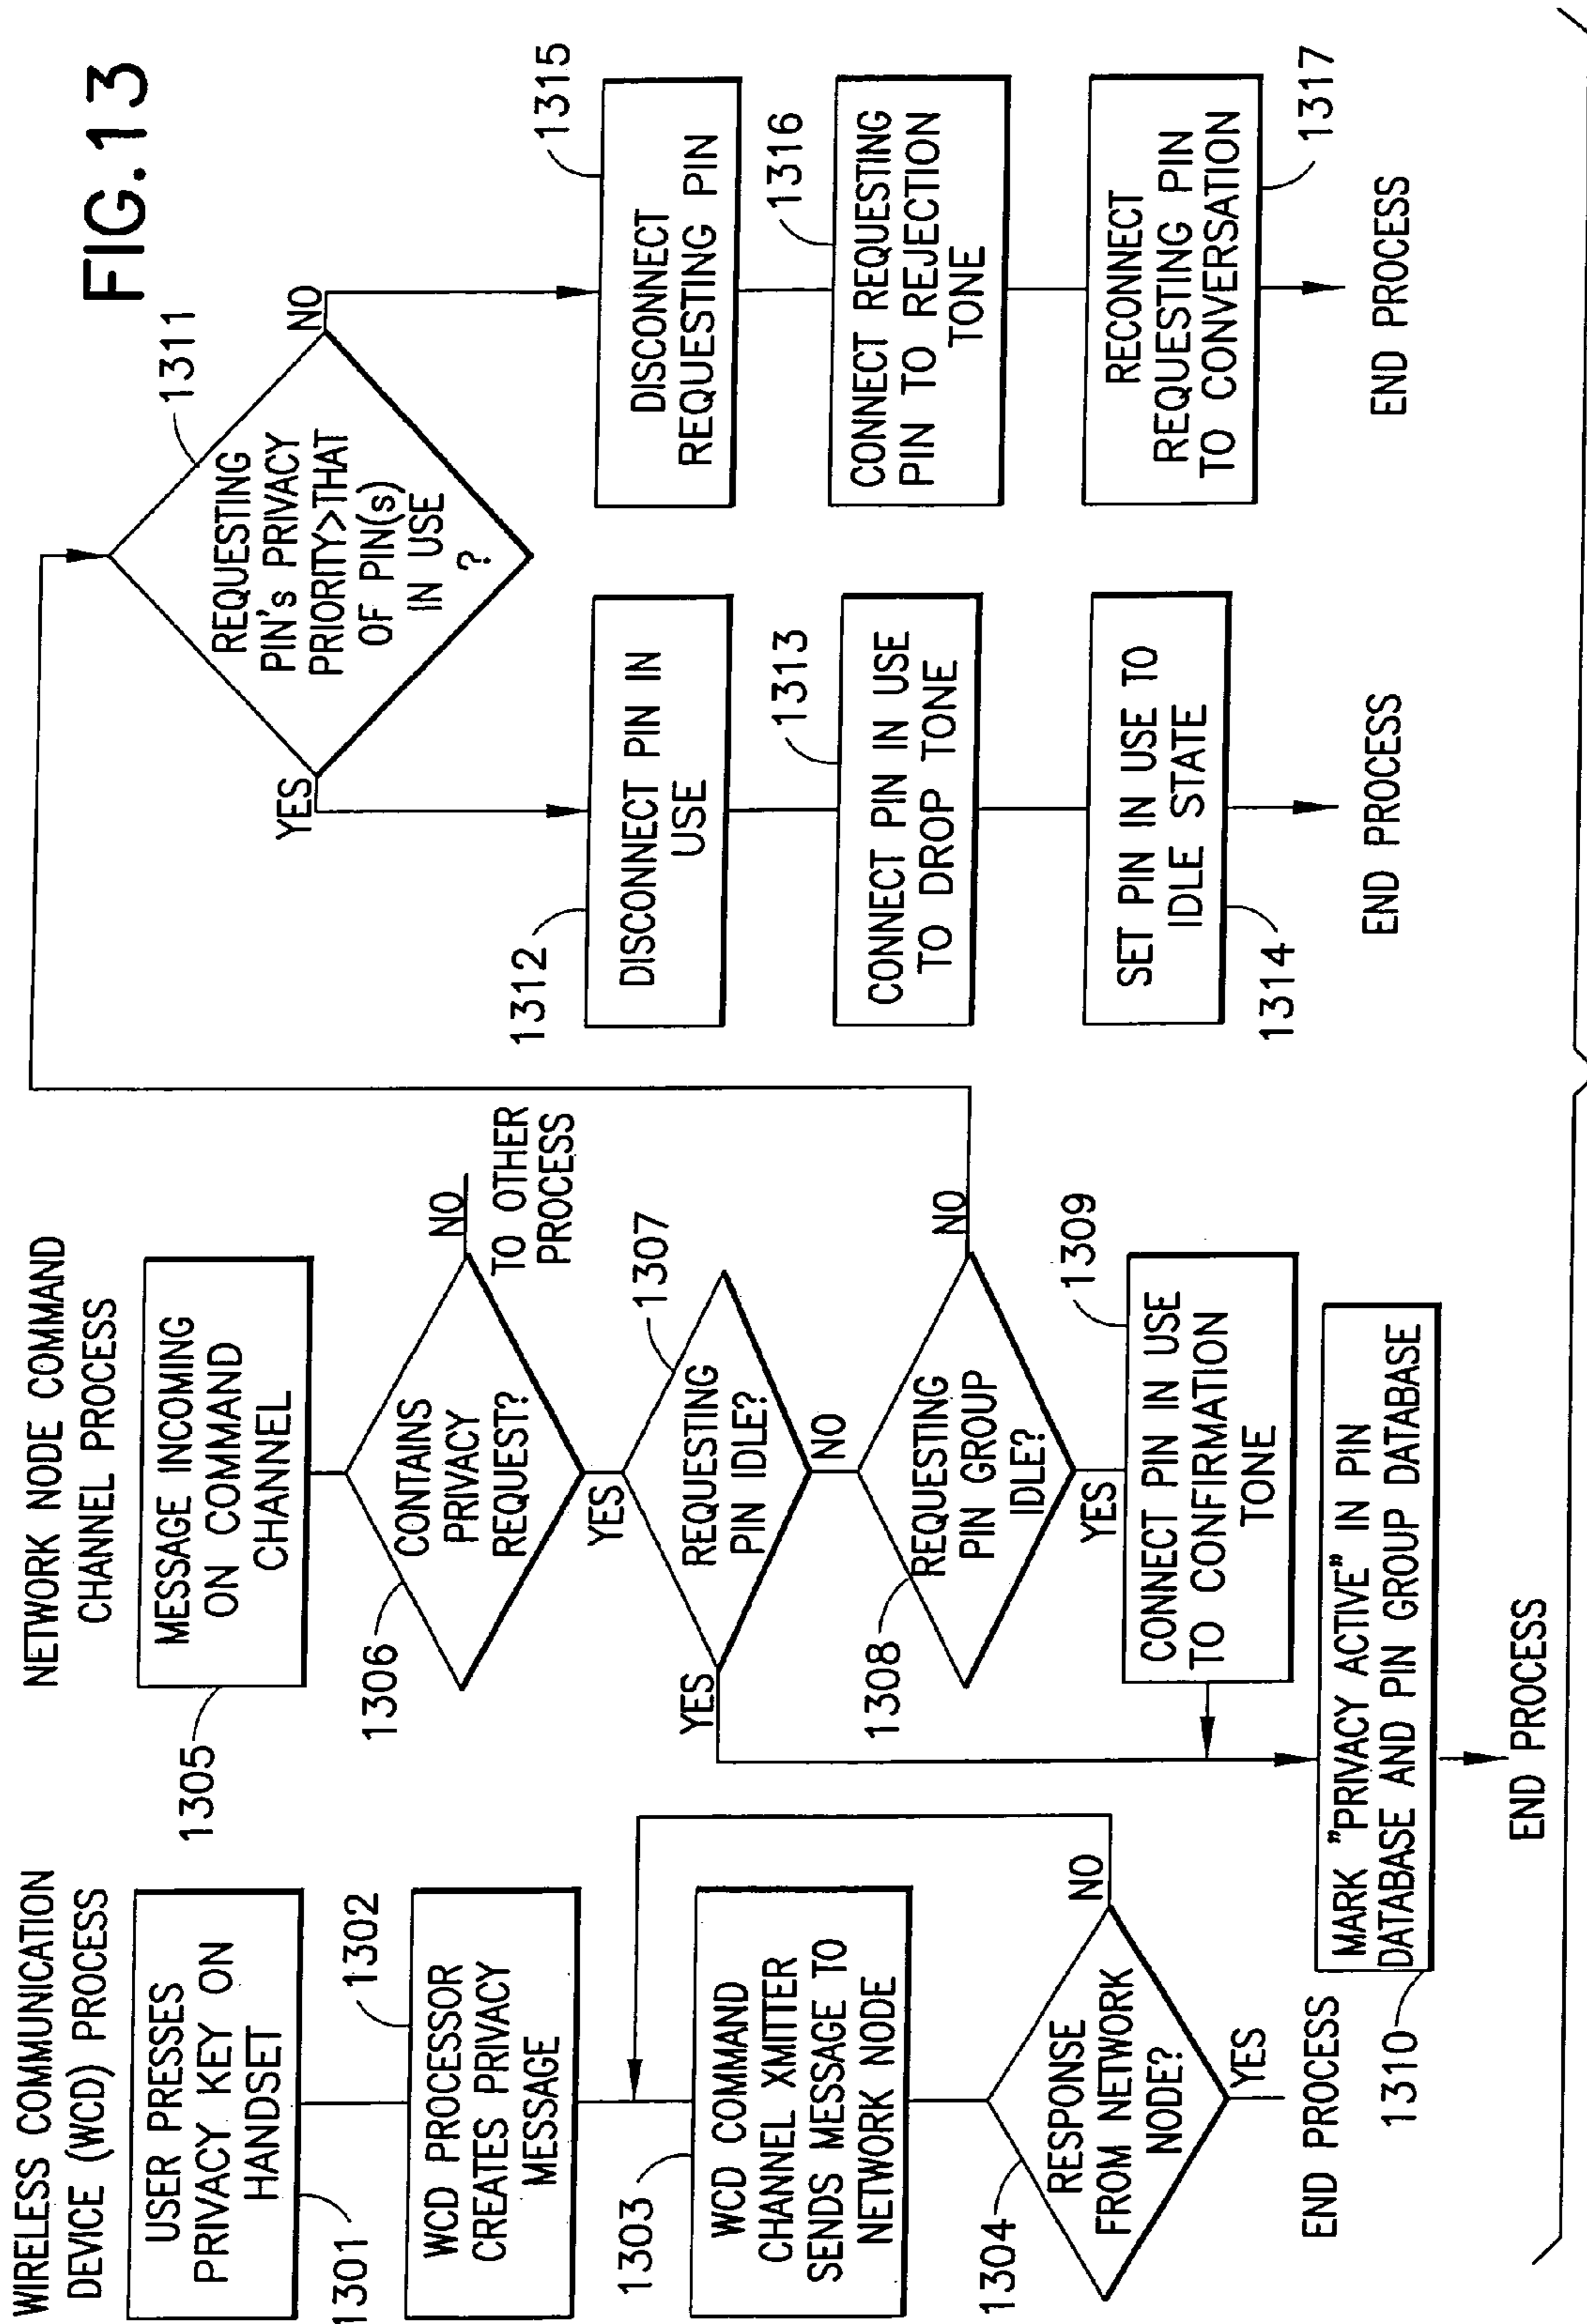 FIG.13
WIRELESS COMMUNICATION
DEVICE (WCD) PROCESS
USER PRESSES
PRIVACY KEY ON
HANDSET
1301
WCD PROCESSOR
CREATES PRIVACY
MESSAGE
1302
WCD COMMAND
CHANNEL XMITTER
SENDS MESSAGE TO
NETWORK NODE
1303
RESPONSE
FROM NETWORK
NODE?
1304
NO
YES
END PROCESS
NETWORK NODE COMMAND
CHANNEL PROCESS
MESSAGE INCOMING
ON COMMAND
CHANNEL
1305
CONTAINS
PRIVACY
REQUEST?
1306
NO
TO OTHER
PROCESS
YES
REQUESTING
PIN IDLE?
1307
YES
NO
REQUESTING
PIN GROUP
IDLE?
1308
NO
YES
CONNECT PIN IN USE
TO CONFIRMATION
TONE
1309
MARK "PRIVACY ACTIVE" IN PIN
DATABASE AND PIN GROUP DATABASE
1310
END PROCESS
REQUESTING
PIN's PRIVACY
PRIORITY>THAT
OF PIN(s)
IN USE
?
1311
YES
NO
DISCONNECT PIN IN
USE
1312
CONNECT PIN IN USE
TO DROP TONE
1313
SET PIN IN USE TO
IDLE STATE
1314
END PROCESS
DISCONNECT
REQUESTING PIN
1315
CONNECT REQUESTING
PIN TO REJECTION
TONE
1316
RECONNECT
REQUESTING PIN
TO CONVERSATION
1317
END PROCESS